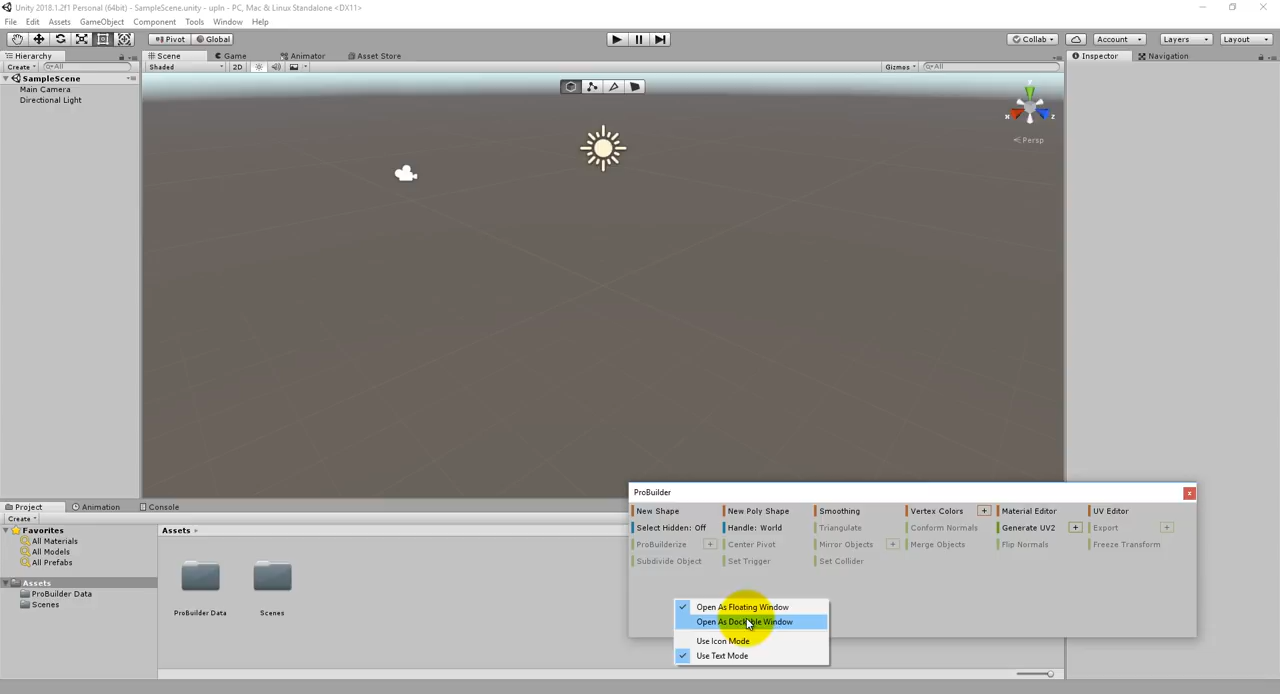 Unity 2018.1.2f1 Personal (64bit) - SampleScene.unity - upIn - PC, Mac & Linux Standalone <DX11>
File Edit Assets GameObject Component Tools Window Help
Pivot Global Collab Account Layers Layout
Hierarchy Scene Game Animator Asset Store Inspector Navigation
Create All Shaded 2D Gizmos All
SampleScene
Main Camera
Directional Light
x z
Persp
Project Animation Console
Create
Favorites
All Materials
All Models
All Prefabs
Assets
ProBuilder Data
Scenes
Assets
ProBuilder Data Scenes
ProBuilder x
New Shape New Poly Shape Smoothing Vertex Colors + Material Editor UV Editor
Select Hidden: Off Handle: World Triangulate Conform Normals Generate UV2 + Export +
ProBuilderize + Center Pivot Mirror Objects + Merge Objects Flip Normals Freeze Transform
Subdivide Object Set Trigger Set Collider
Open As Floating Window
Open As Dockable Window
Use Icon Mode
Use Text Mode